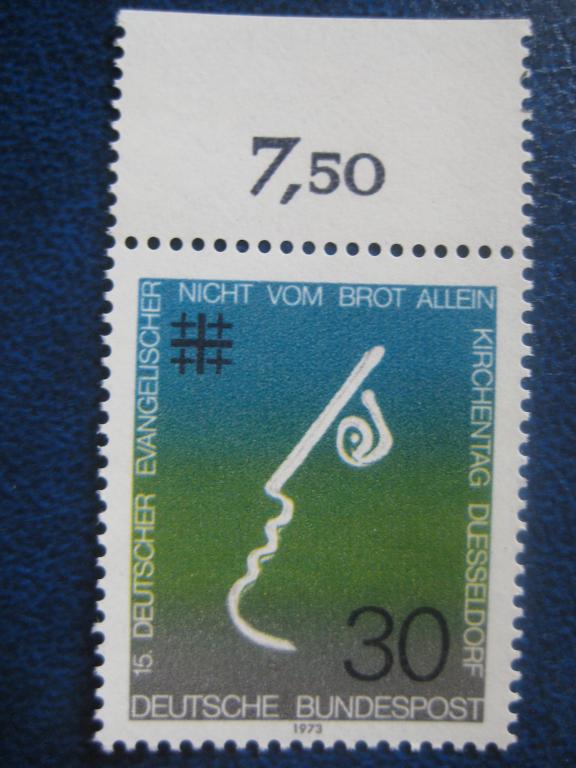 7,50
15. DEUTSCHER EVANGELISCHER
NICHT VOM BROT ALLEIN
KIRCHENTAG DUESSELDORF
30
DEUTSCHE BUNDESPOST
1973